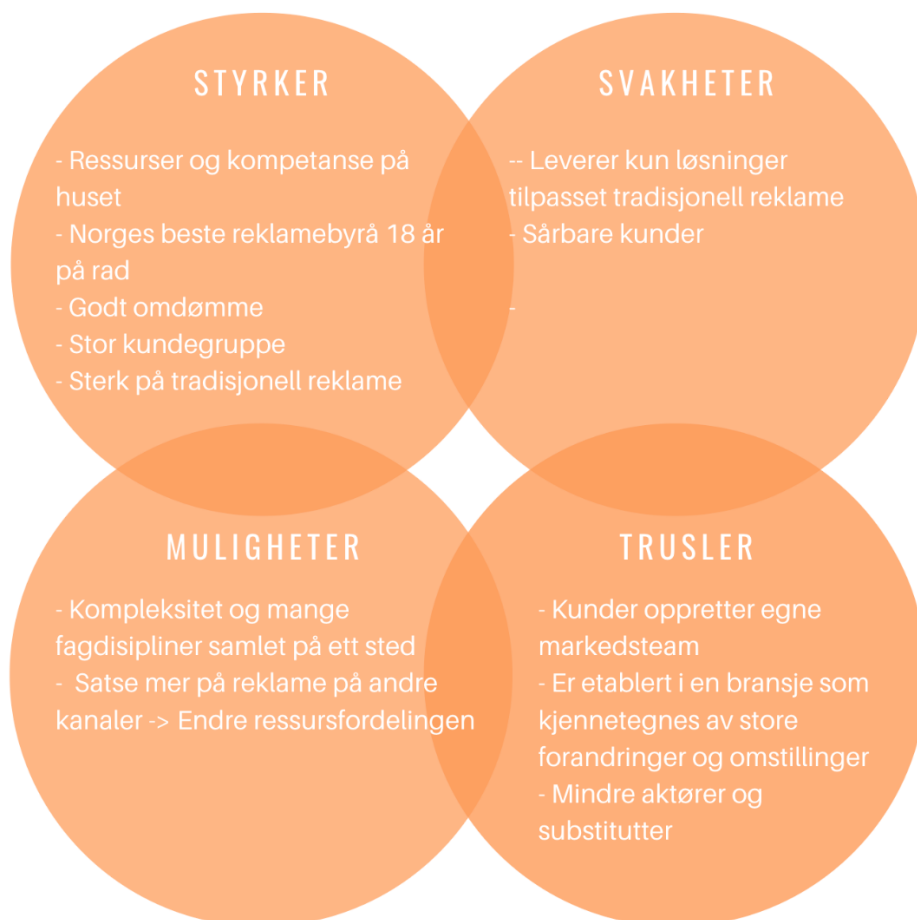 STYRKER
- Ressurser og kompetanse på
huset
- Norges beste reklamebyrå 18 år
på rad
- Godt omdømme
- Stor kundegruppe
- Sterk på tradisjonell reklame
SVAKHETER
-- Leverer kun løsninger
tilpasset tradisjonell reklame
- Sårbare kunder
-
MULIGHETER
- Kompleksitet og mange
fagdisipliner samlet på ett sted
- Satse mer på reklame på andre
kanaler -> Endre ressursfordelingen
TRUSLER
- Kunder oppretter egne
markedsteam
- Er etablert i en bransje som
kjennetegnes av store
forandringer og omstillinger
- Mindre aktører og
substitutter